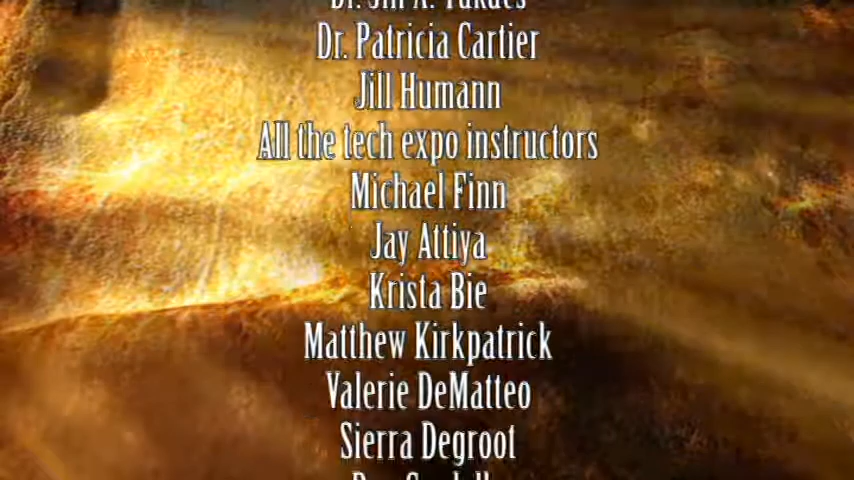 Dr. Patricia Cartier
Jill Humann
All the tech expo instructors
Michael Finn
Jay Attiya
Krista Bie
Matthew Kirkpatrick
Valerie DeMatteo
Sierra Degroot